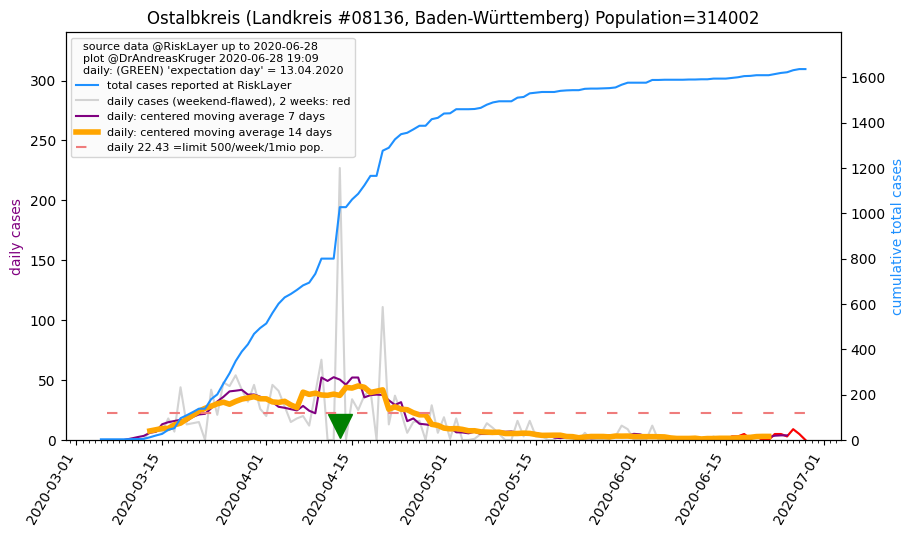 Ostalbkreis (Landkreis #08136, Baden-Württemberg) Population=314002
source data @RiskLayer up to 2020-06-28
plot @DrAndreasKruger 2020-06-28 19:09
daily: (GREEN) 'expectation day' = 13.04.2020
total cases reported at RiskLayer
daily cases (weekend-flawed), 2 weeks: red
daily: centered moving average 7 days
daily: centered moving average 14 days
daily 22.43 =limit 500/week/1mio pop.
daily cases
300
250
200
150
100
50
0
cumulative total cases
1600
1400
1200
1000
800
600
400
200
0
2020-03-01
2020-03-15
2020-04-01
2020-04-15
2020-05-01
2020-05-15
2020-06-01
2020-06-15
2020-07-01